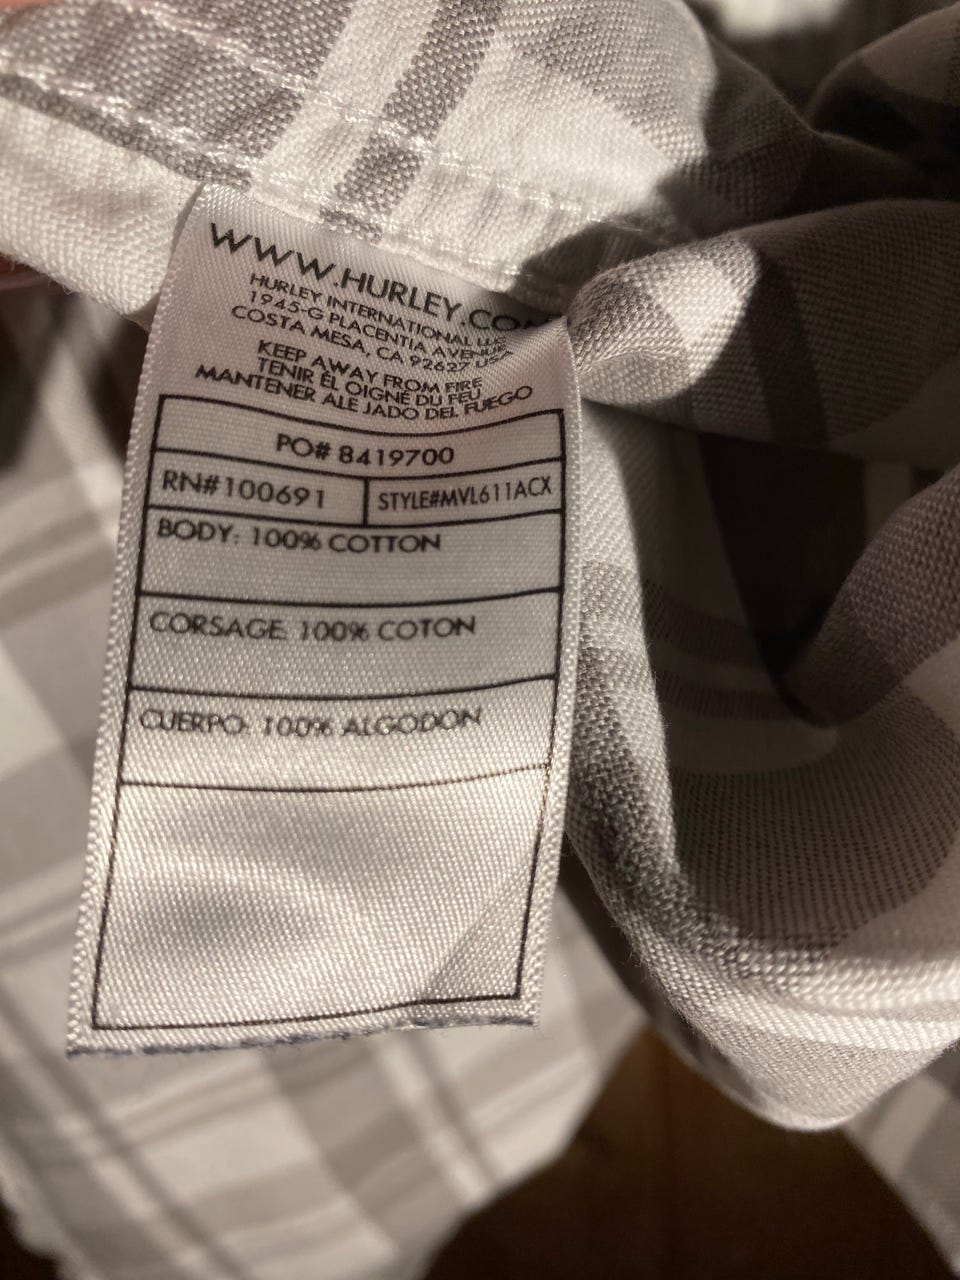 WWW.HURLEY.COM
HURLEY INTERNATIONAL LLC
1945-G PLACENTIA AVENUE
COSTA MESA, CA 92627 USA
KEEP AWAY FROM FIRE
TENIR ÉL OIGNÉ DU FEU
MANTENER ALE JADO DEL FUEGO
PO# 8419700
RN#100691
STYLE#MVL611ACX
BODY: 100% COTTON
CORSAGE: 100% COTON
CUERPO: 100% ALGODON